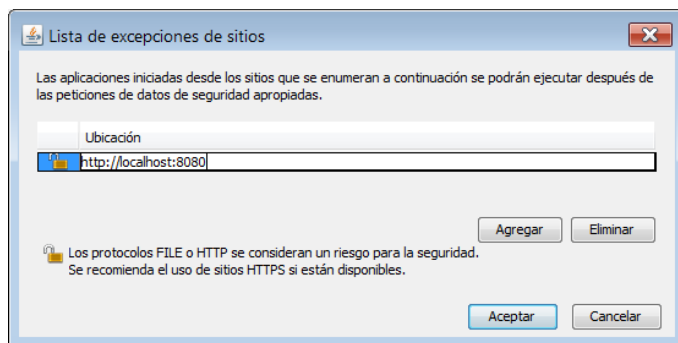 Lista de excepciones de sitios
Las aplicaciones iniciadas desde los sitios que se enumeran a continuación se podrán ejecutar después de
las peticiones de datos de seguridad apropiadas.
Ubicación
http://localhost:8080
Agregar
Eliminar
Los protocolos FILE o HTTP se consideran un riesgo para la seguridad.
Se recomienda el uso de sitios HTTPS si están disponibles.
Aceptar
Cancelar